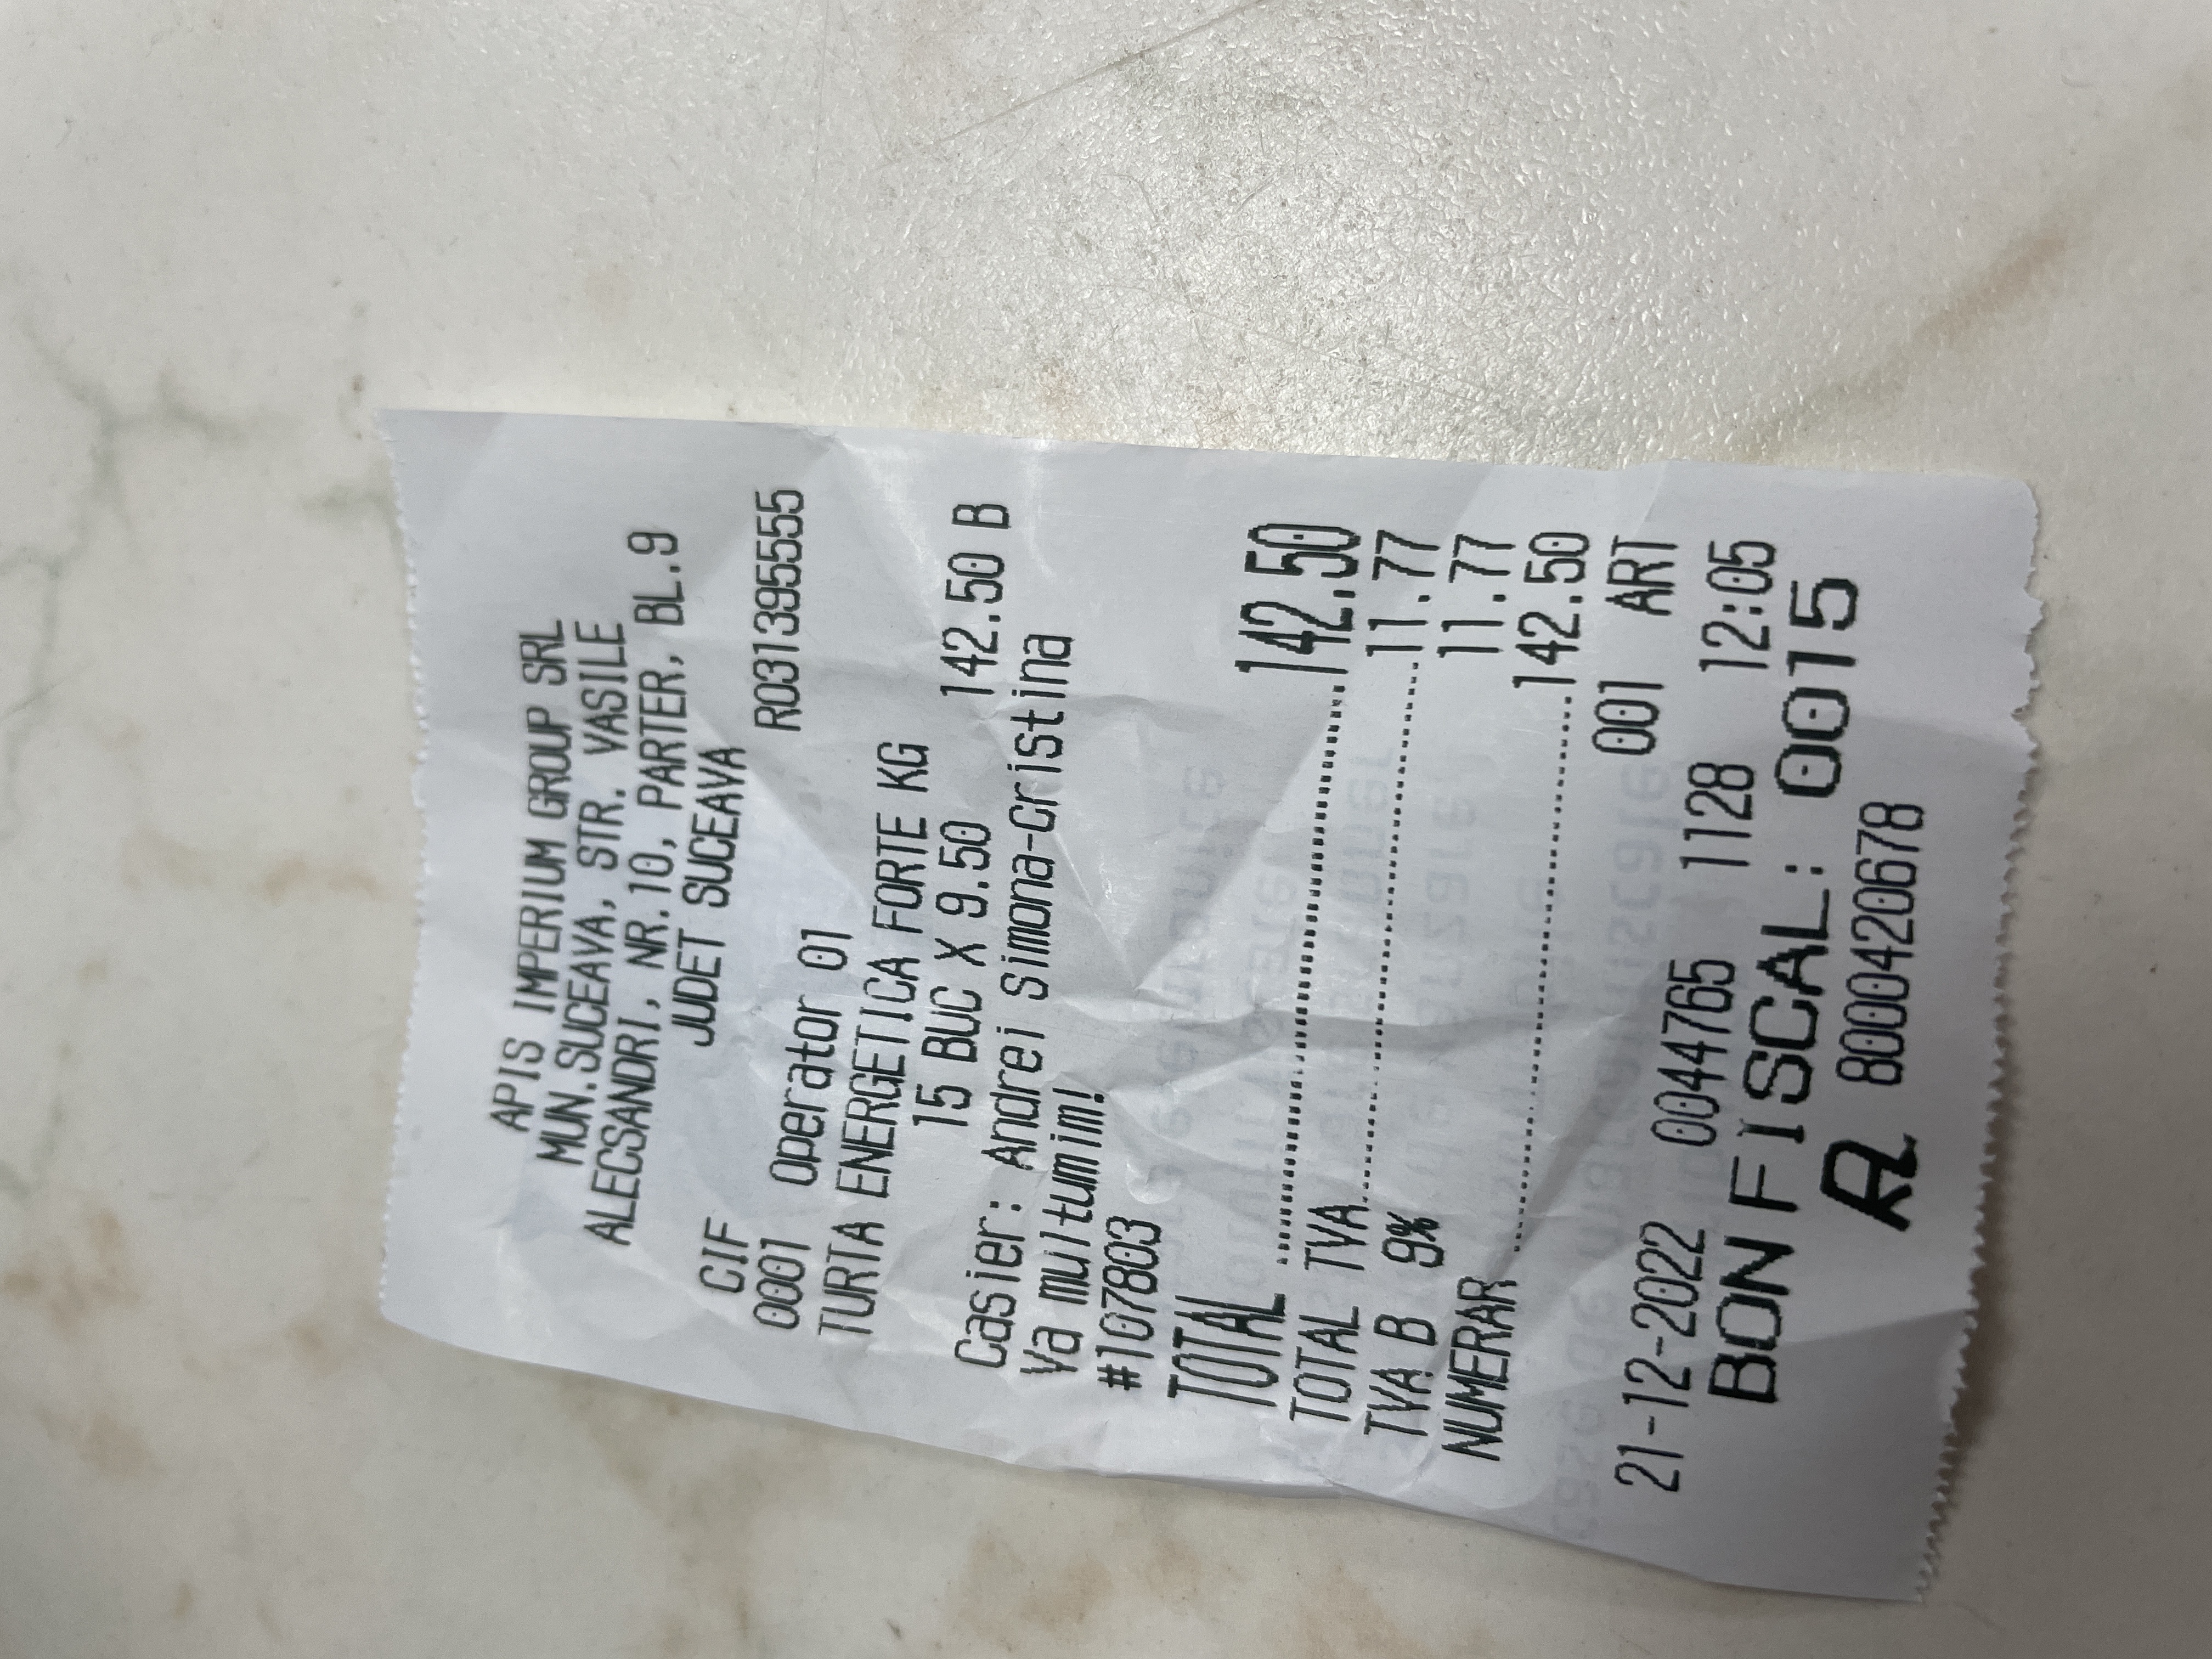 APIS IMPERIUM GROUP SRL
MUN.SUCEAVA, STR. VASILE
ALECSANDRI, NR.10, PARTER, BL.9
JUDET SUCEAVA
CIF RO31395555
0001 Operator 01
TURTA ENERGETICA FORTE KG
15 BUC X 9.50 142.50 B
Casier: Andrei Simona-Cristina
Va multumim!
#107803
TOTAL 142.50
TOTAL TVA 11.77
TVA B 9% 11.77
NUMERAR 142.50
001 ART
21-12-2022 0044765 1128 12:05
BON FISCAL: 0015
8000420678